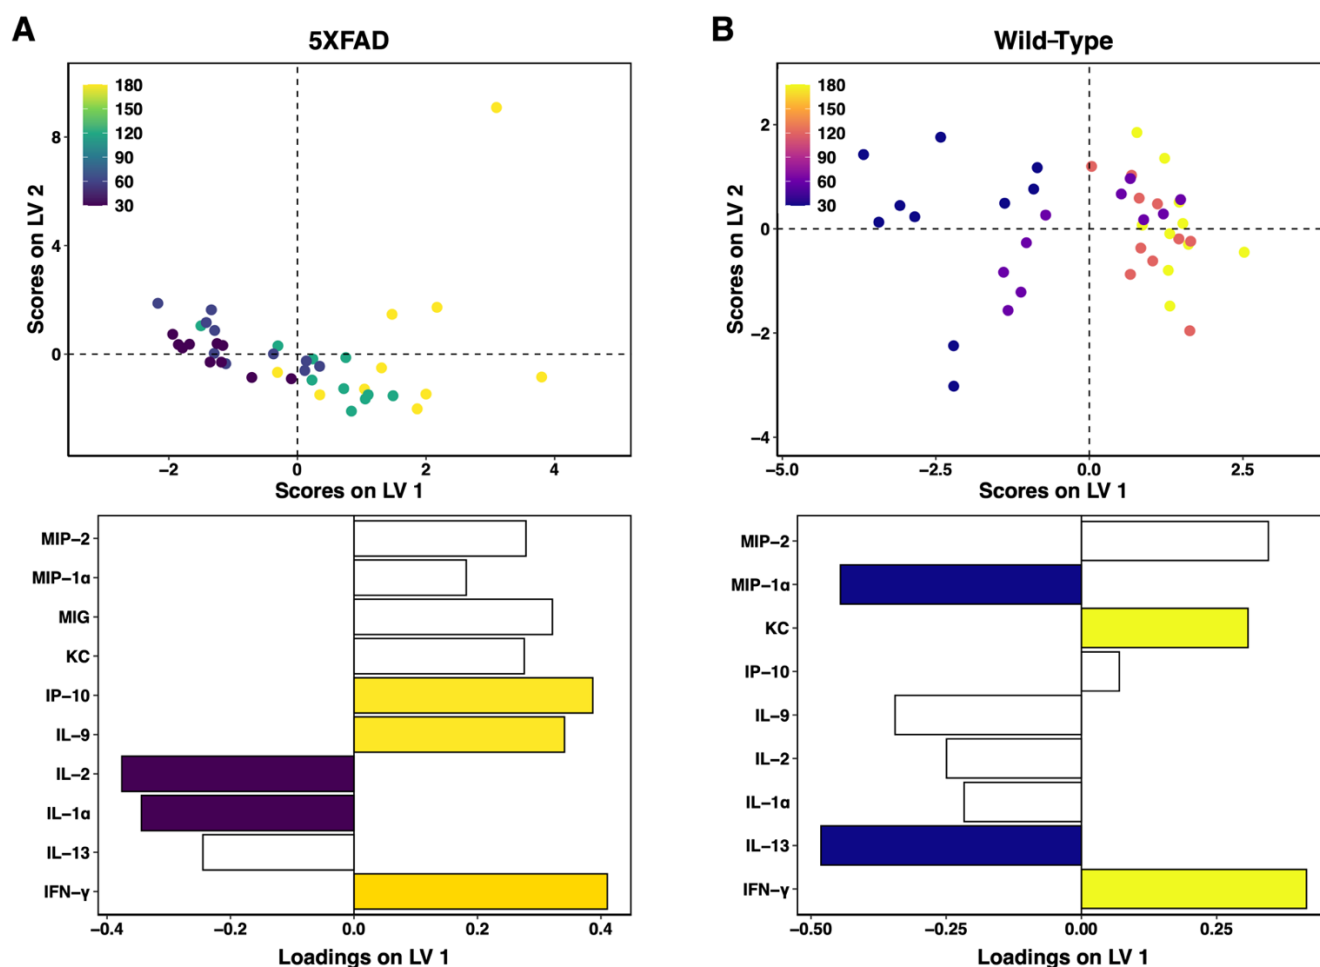 A
5XFAD
180
150
120
90
60
30
8
4
0
Scores on LV 2
−2
0
2
4
Scores on LV 1
MIP−2
MIP−1α
MIG
KC
IP−10
IL−9
IL−2
IL−1α
IL−13
IFN−γ
−0.4
−0.2
0.0
0.2
0.4
Loadings on LV 1
B
Wild−Type
180
150
120
90
60
30
2
0
−2
−4
Scores on LV 2
−5.0
−2.5
0.0
2.5
Scores on LV 1
MIP−2
MIP−1α
KC
IP−10
IL−9
IL−2
IL−1α
IL−13
IFN−γ
−0.50
−0.25
0.00
0.25
Loadings on LV 1